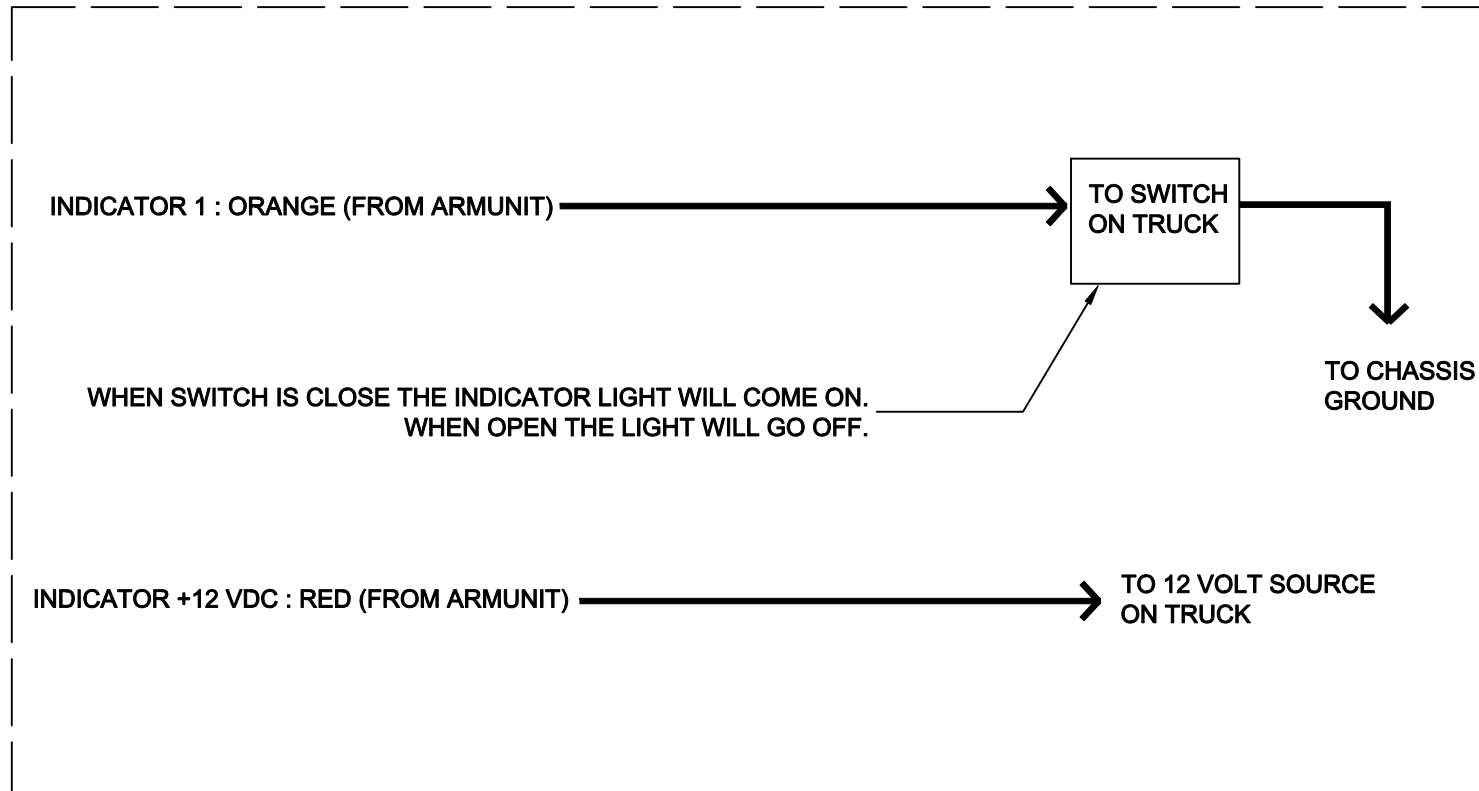 INDICATOR 1 : ORANGE (FROM ARMUNIT)
TO SWITCH
ON TRUCK
TO CHASSIS
GROUND
WHEN SWITCH IS CLOSE THE INDICATOR LIGHT WILL COME ON.
WHEN OPEN THE LIGHT WILL GO OFF.
INDICATOR +12 VDC : RED (FROM ARMUNIT)
TO 12 VOLT SOURCE
ON TRUCK